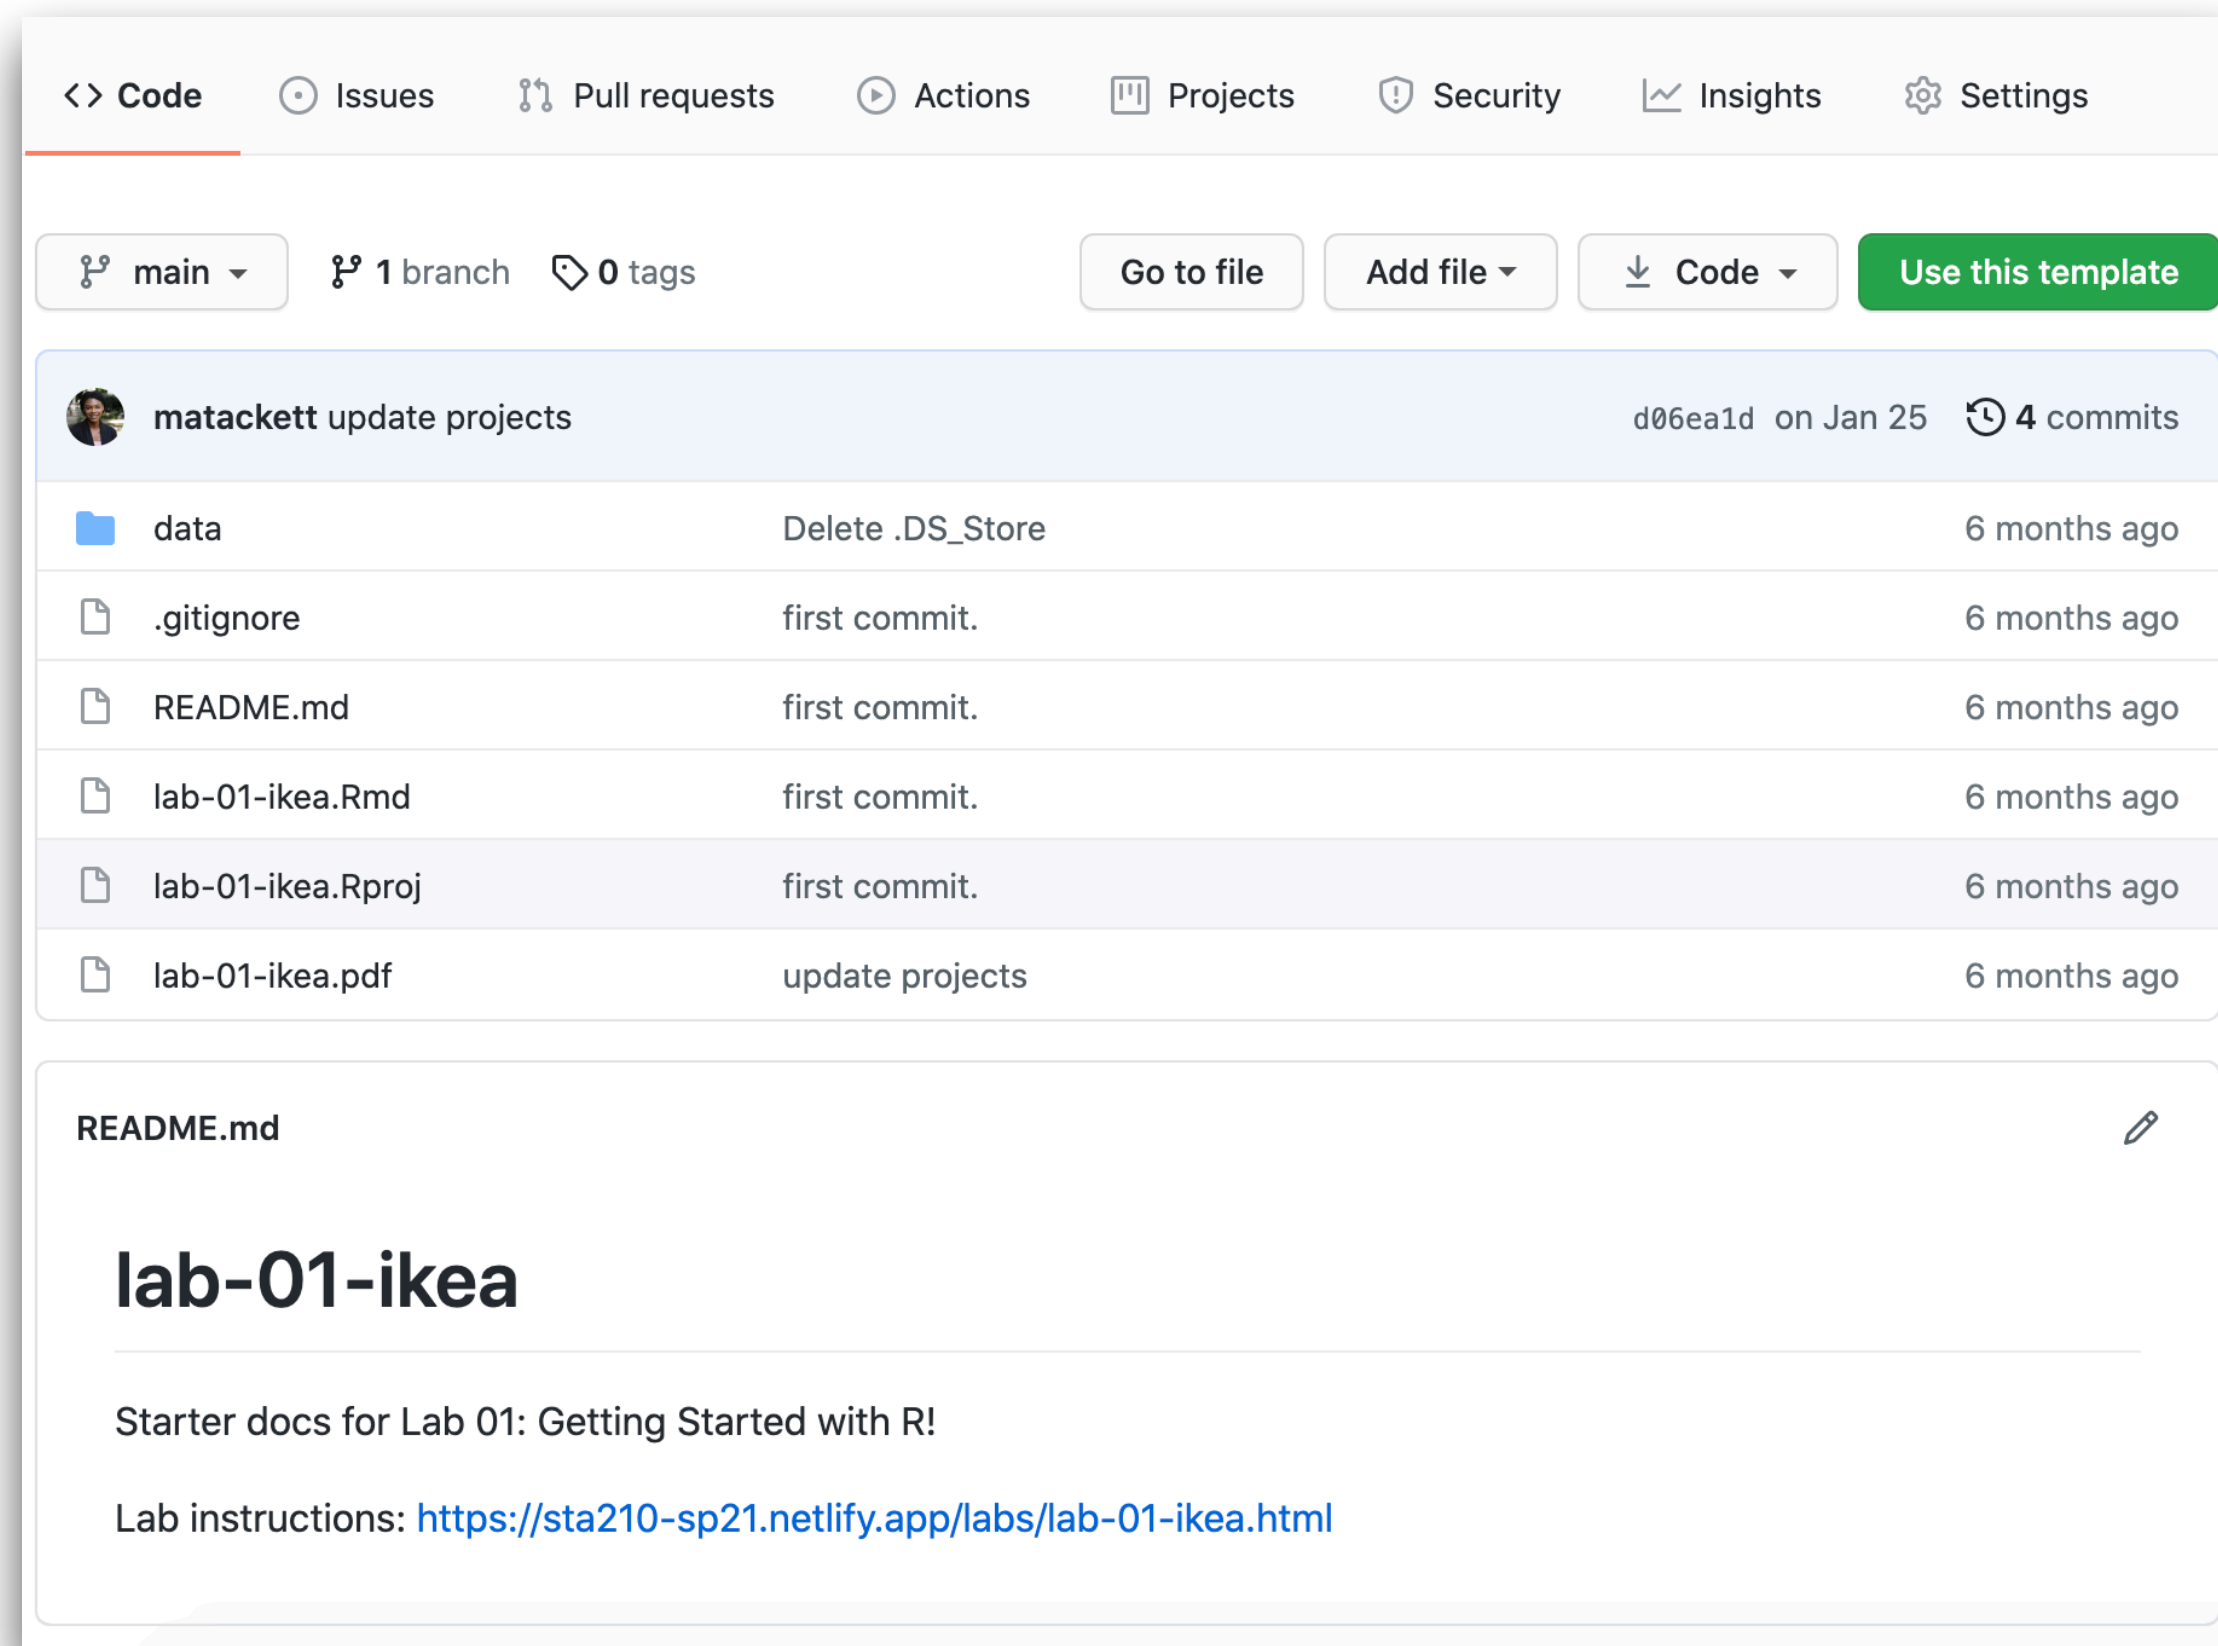 Code Issues Pull requests Actions Projects Security Insights Settings
main 1 branch 0 tags Go to file Add file Code Use this template
matackett update projects d06ea1d on Jan 25 4 commits
data Delete .DS_Store 6 months ago
.gitignore first commit. 6 months ago
README.md first commit. 6 months ago
lab-01-ikea.Rmd first commit. 6 months ago
lab-01-ikea.Rproj first commit. 6 months ago
lab-01-ikea.pdf update projects 6 months ago
README.md
lab-01-ikea
Starter docs for Lab 01: Getting Started with R!
Lab instructions: https://sta210-sp21.netlify.app/labs/lab-01-ikea.html